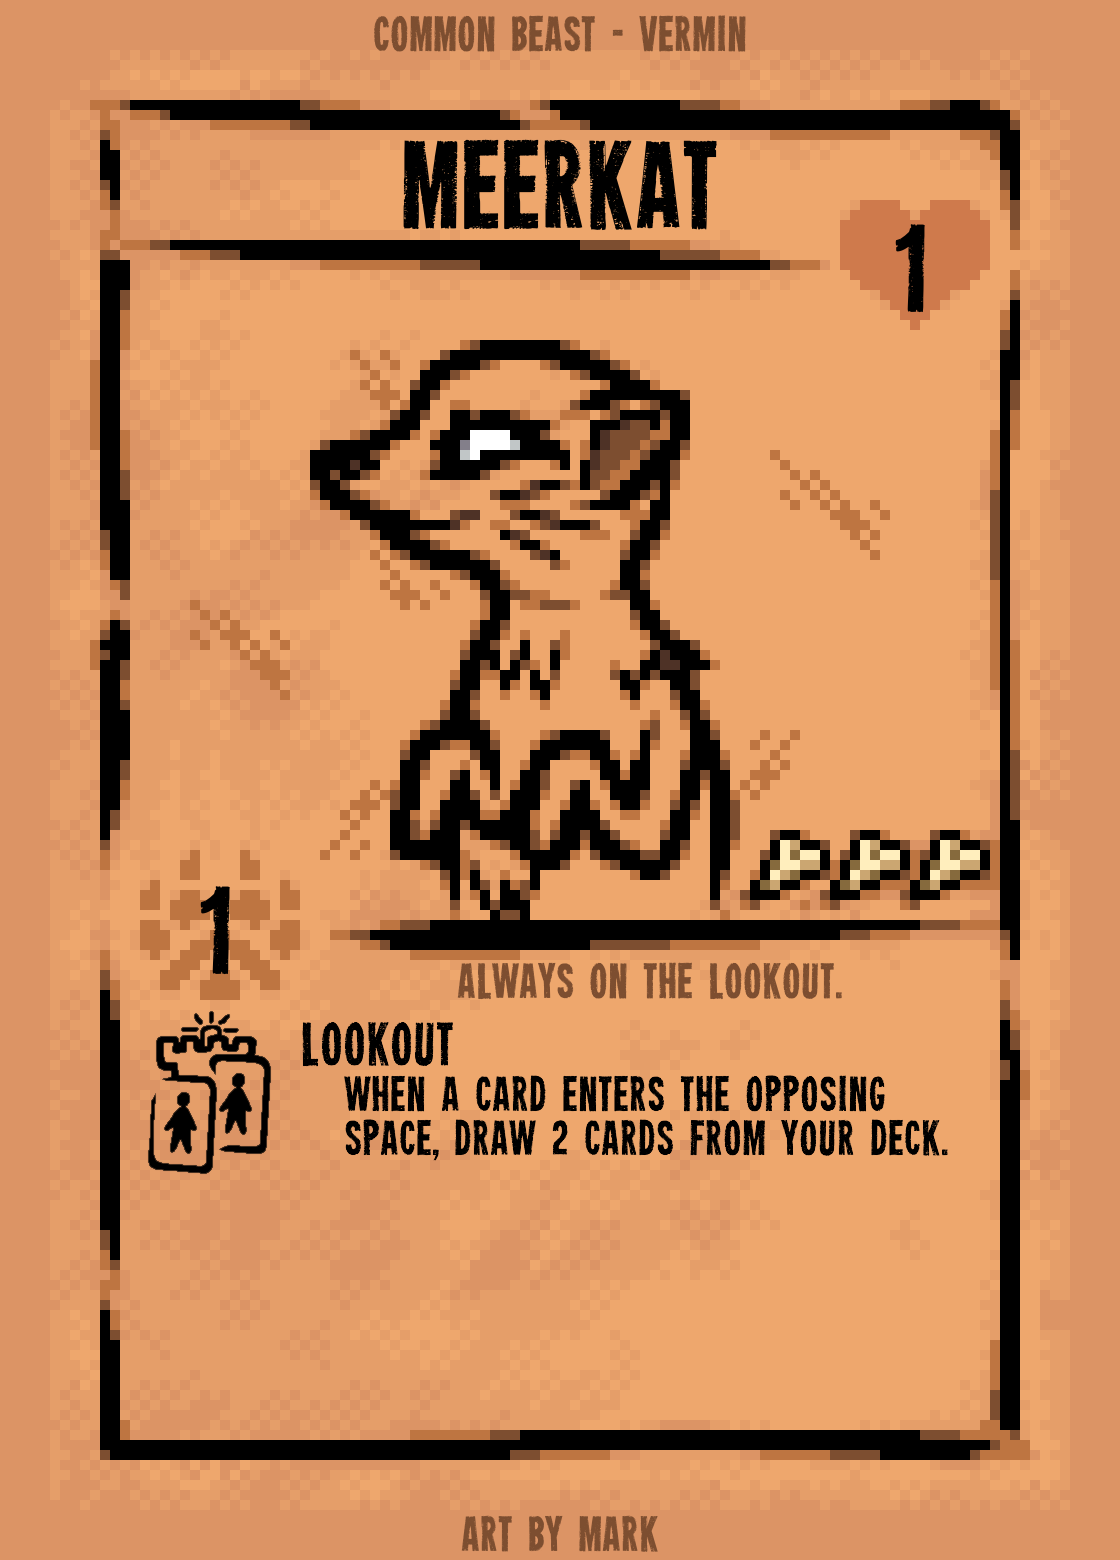 COMMON BEAST - VERMIN
MEERKAT
1
1
ALWAYS ON THE LOOKOUT.
LOOKOUT
WHEN A CARD ENTERS THE OPPOSING
SPACE, DRAW 2 CARDS FROM YOUR DECK.
ART BY MARK